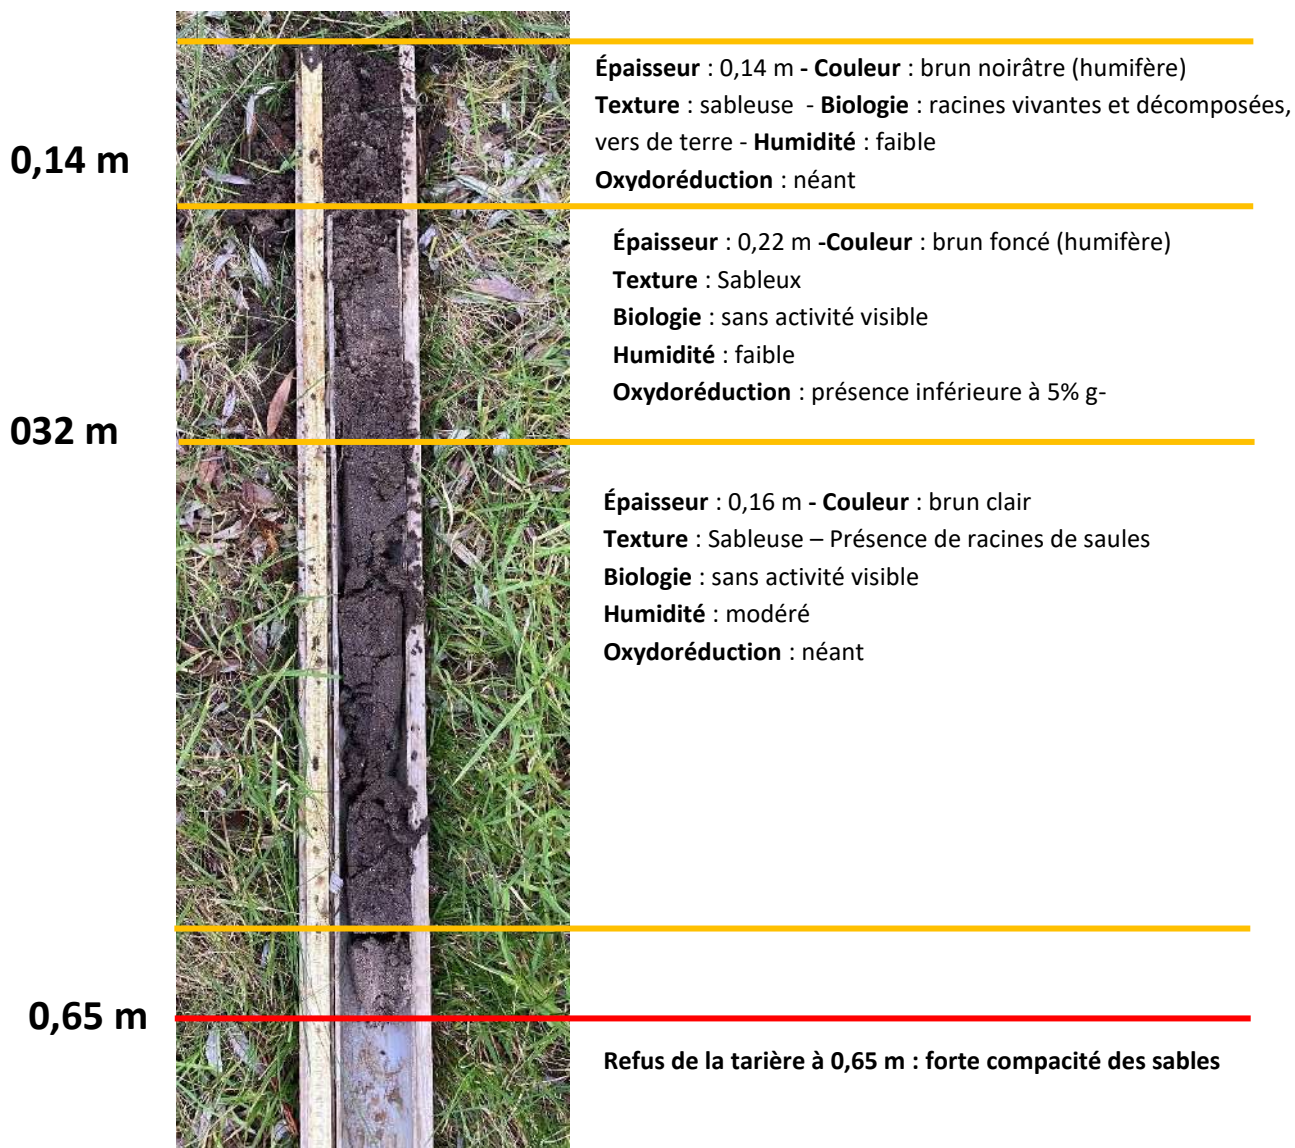 Épaisseur : 0,14 m - Couleur : brun noirâtre (humifère)
Texture : sableuse - Biologie : racines vivantes et décomposées,
vers de terre - Humidité : faible
Oxydoréduction : néant
0,14 m
Épaisseur : 0,22 m -Couleur : brun foncé (humifère)
Texture : Sableux
Biologie : sans activité visible
Humidité : faible
Oxydoréduction : présence inférieure à 5% g-
032 m
Épaisseur : 0,16 m - Couleur : brun clair
Texture : Sableuse – Présence de racines de saules
Biologie : sans activité visible
Humidité : modéré
Oxydoréduction : néant
0,65 m
Refus de la tarière à 0,65 m : forte compacité des sables